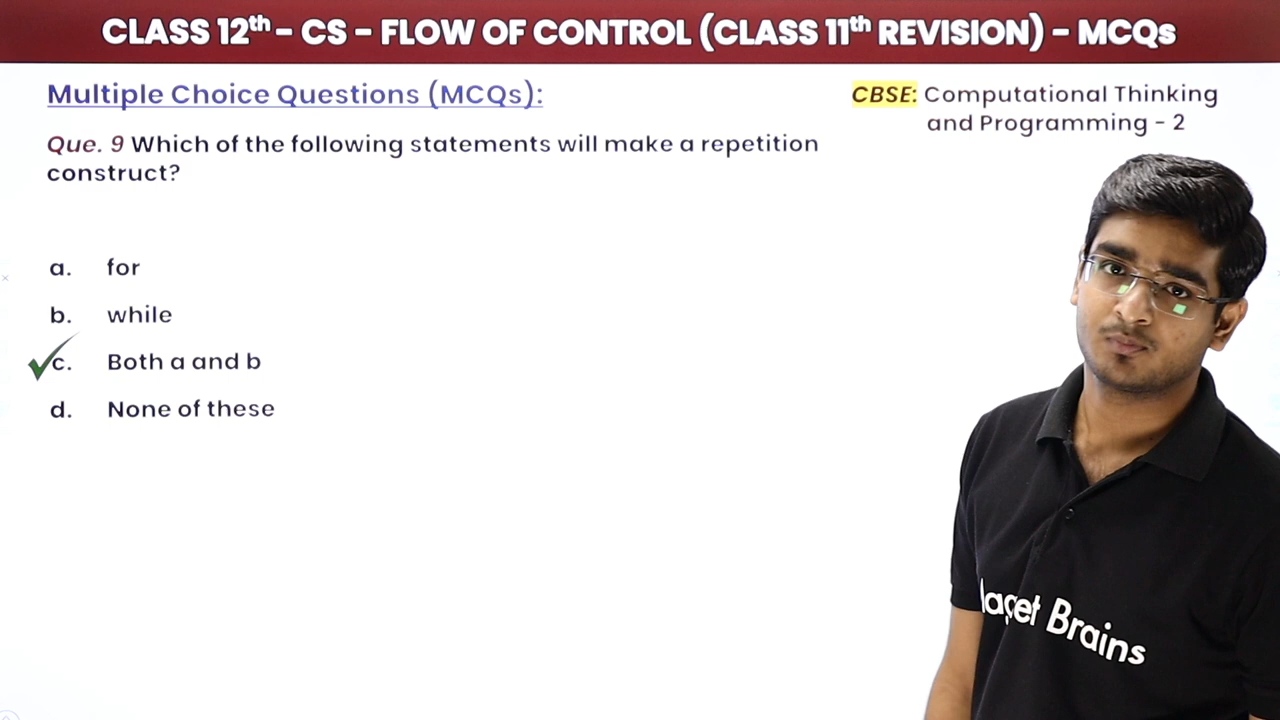 CLASS 12th – CS – FLOW OF CONTROL (CLASS 11th REVISION) – MCQs
Multiple Choice Questions (MCQs):
CBSE: Computational Thinking
and Programming - 2
Que. 9 Which of the following statements will make a repetition
construct?
a. for
b. while
c. Both a and b
d. None of these
Brains